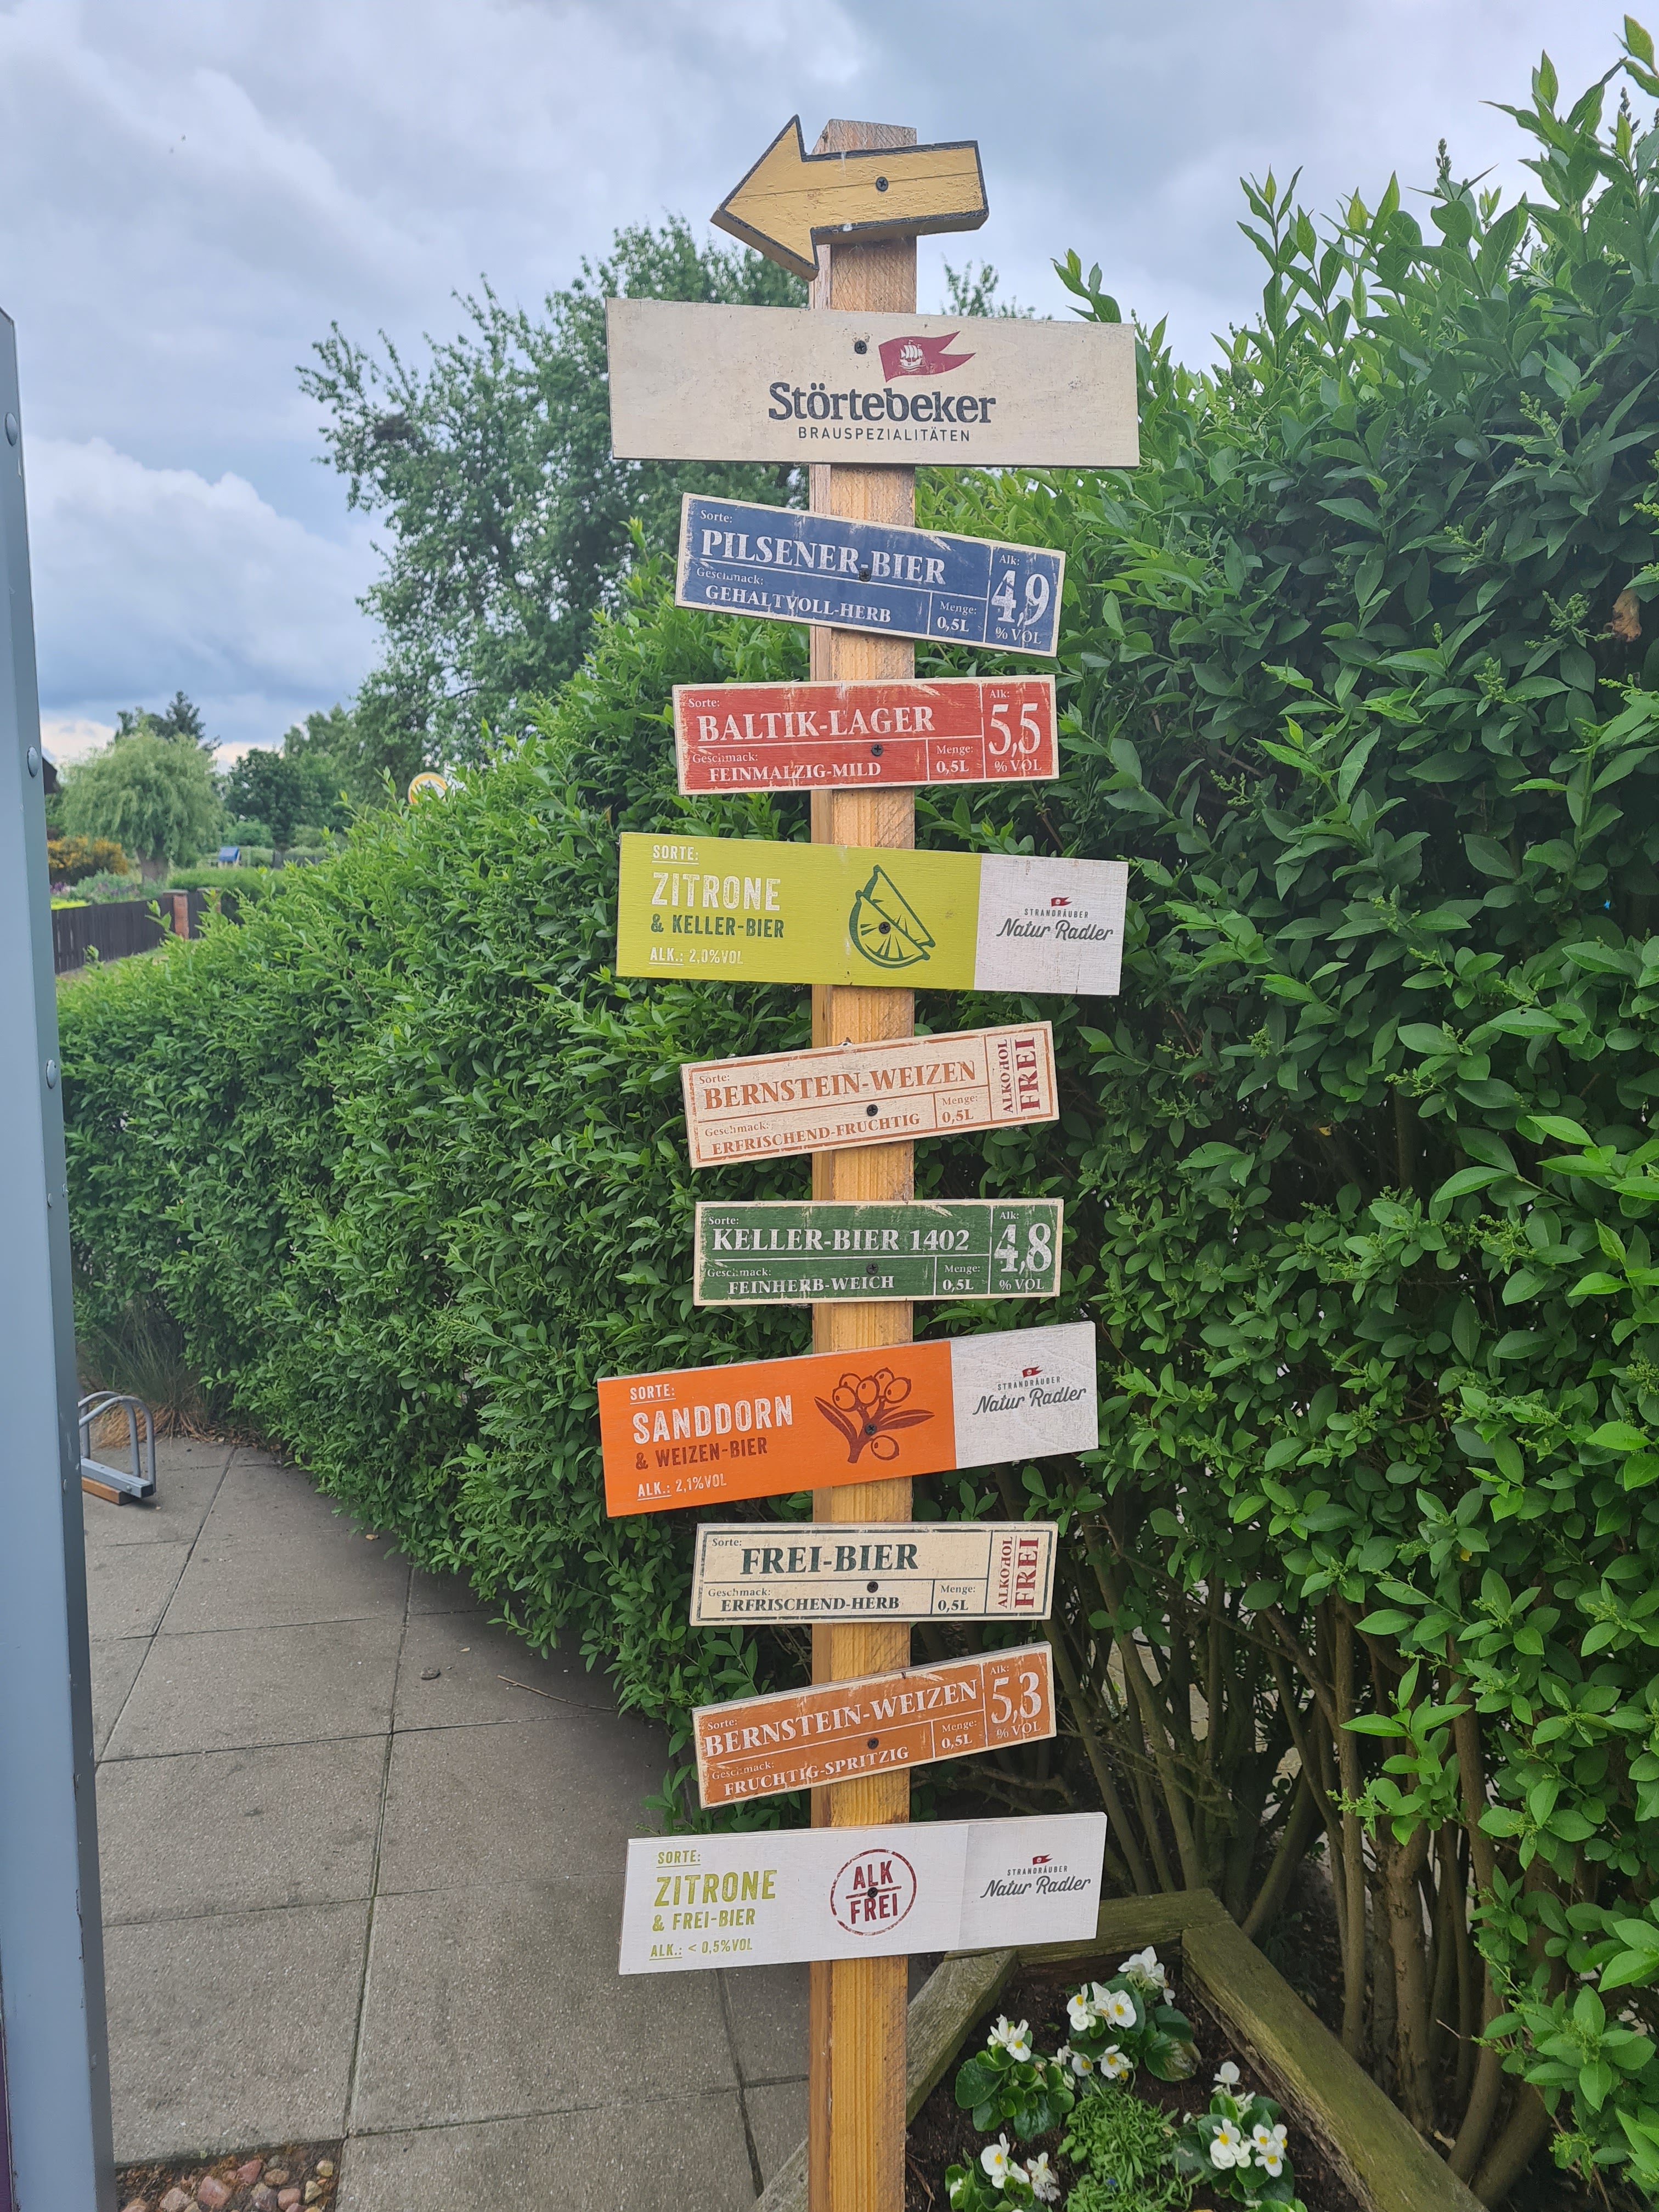 Störtebeker
BRAUSPEZIALITÄTEN
Sorte:
PILSENER-BIER
Geschmack:
GEHALTVOLL-HERB
Menge:
0,5L
Alk:
4,9
% VOL
Sorte:
BALTIK-LAGER
Geschmack:
FEINMALZIG-MILD
Menge:
0,5L
Alk:
5,5
% VOL
SORTE:
ZITRONE
& KELLER-BIER
ALK.: 2,0%VOL
STRANDRÄUBER
Natur Radler
Sorte:
BERNSTEIN-WEIZEN
Geschmack:
ERFRISCHEND-FRUCHTIG
Menge:
0,5L
ALKOHOL
FREI
Sorte:
KELLER-BIER 1402
Geschmack:
FEINHERB-WEICH
Menge:
0,5L
Alk:
4,8
% VOL
SORTE:
SANDDORN
& WEIZEN-BIER
ALK.: 2,1%VOL
STRANDRÄUBER
Natur Radler
Sorte:
FREI-BIER
Geschmack:
ERFRISCHEND-HERB
Menge:
0,5L
ALKOHOL
FREI
Sorte:
BERNSTEIN-WEIZEN
Geschmack:
FRUCHTIG-SPRITZIG
Menge:
0,5L
Alk:
5,3
% VOL
SORTE:
ZITRONE
& FREI-BIER
ALK.: < 0,5%VOL
ALK
FREI
STRANDRÄUBER
Natur Radler